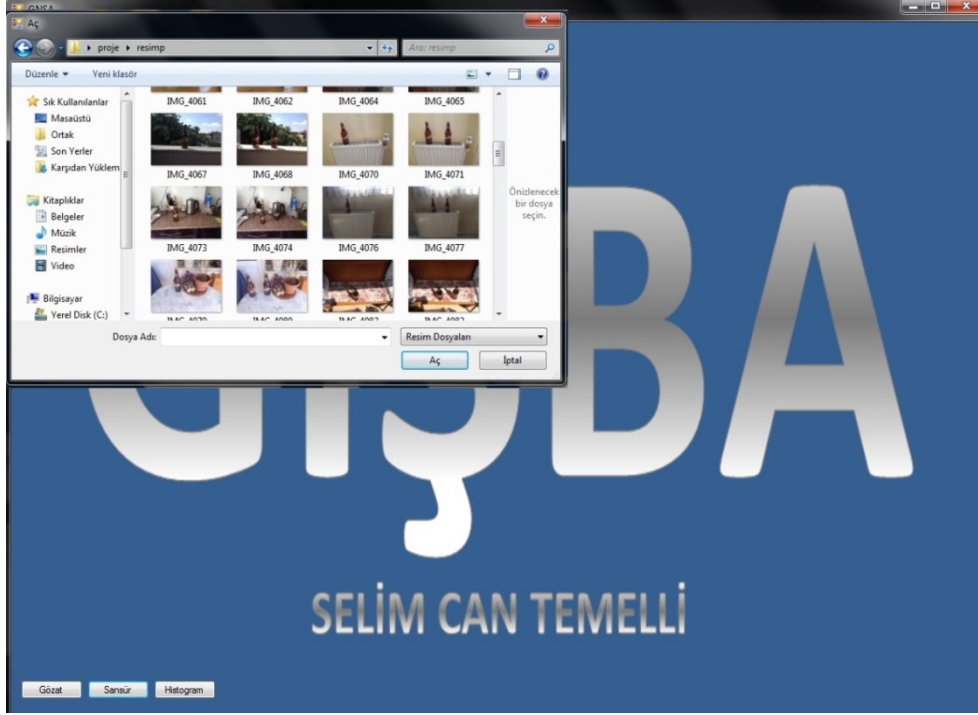 GNSA
Aç
proje resimp
Ara: resimp
Düzenle Yeni klasör
Sık Kullanılanlar
Masaüstü
Ortak
Son Yerler
Karşıdan Yüklem
Kitaplıklar
Belgeler
Müzik
Resimler
Video
Bilgisayar
Yerel Disk (C:)
IMG_4061 IMG_4062 IMG_4064 IMG_4065
IMG_4067 IMG_4068 IMG_4070 IMG_4071
IMG_4073 IMG_4074 IMG_4076 IMG_4077
Önizlenecek
bir dosya
seçin.
Dosya Adı:
Resim Dosyaları
Aç İptal
GİŞBA
SELİM CAN TEMELLİ
Gözat Sansür Histogram